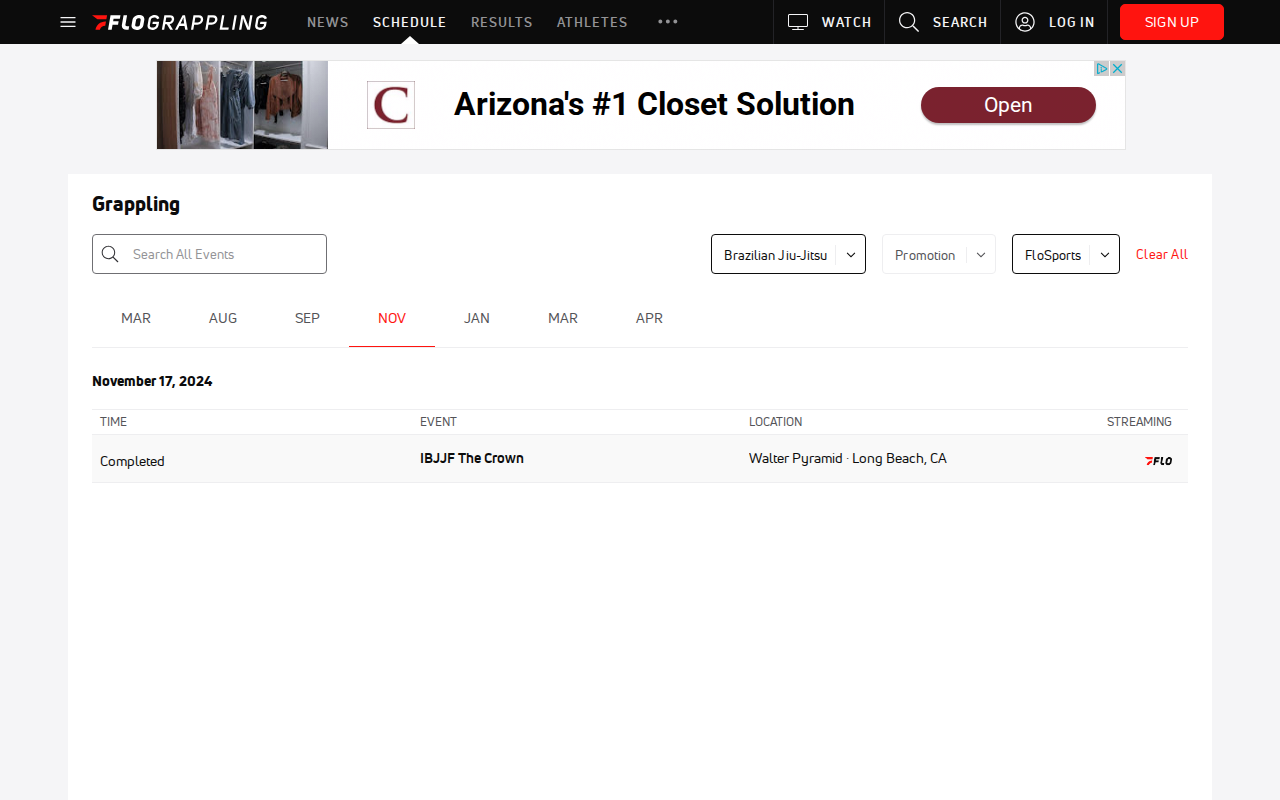 FLOGRAPPLING NEWS SCHEDULE RESULTS ATHLETES ••• WATCH SEARCH LOG IN SIGN UP
C Arizona's #1 Closet Solution Open
Grappling
Search All Events Brazilian Jiu-Jitsu Promotion FloSports Clear All
MAR AUG SEP NOV JAN MAR APR
November 17, 2024
TIME EVENT LOCATION STREAMING
Completed IBJJF The Crown Walter Pyramid · Long Beach, CA FLO